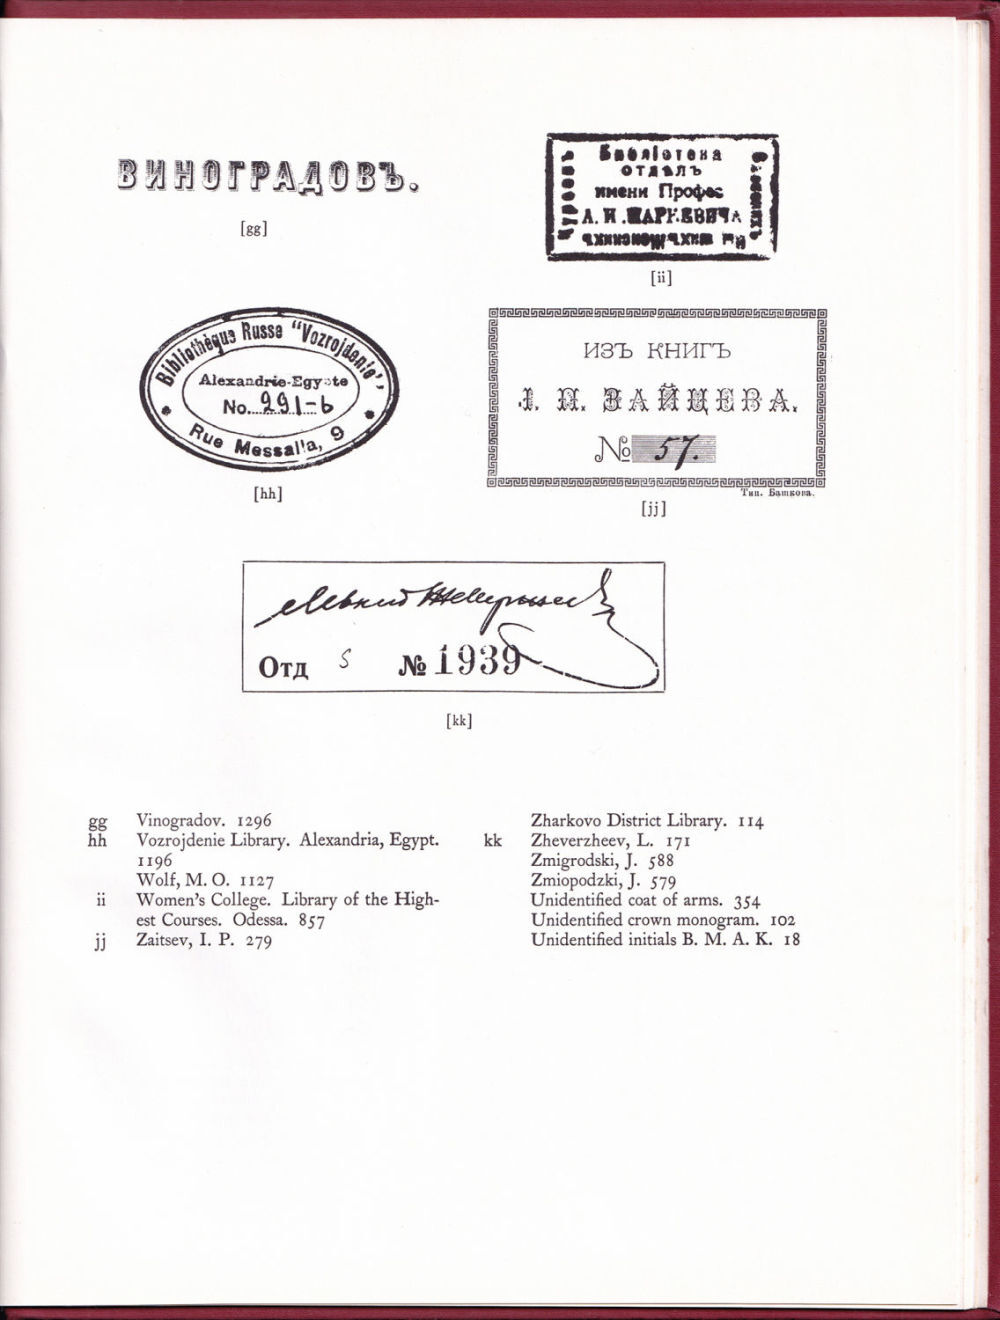 ВИНОГРАДОВЪ.
[gg]
Библіотека
ОТДѢЛЪ
имени Профес
А. И. МАРКЕВИЧА
[ii]
Bibliothèque Russe "Vozrojdenie"
Alexandrie-Egypte
No. 291-b
Rue Messalla, 9
[hh]
ИЗЪ КНИГЪ
І. П. ЗАЙЦЕВА.
№ 57.
Тип. Башкова.
[jj]
Отд 5 № 1939
[kk]
gg Vinogradov. 1296
hh Vozrojdenie Library. Alexandria, Egypt.
1196
Wolf, M. O. 1127
ii Women's College. Library of the High-
est Courses. Odessa. 857
jj Zaitsev, I. P. 279
Zharkovo District Library. 114
kk Zheverzheev, L. 171
Zmigrodski, J. 588
Zmiopodzki, J. 579
Unidentified coat of arms. 354
Unidentified crown monogram. 102
Unidentified initials B. M. A. K. 18